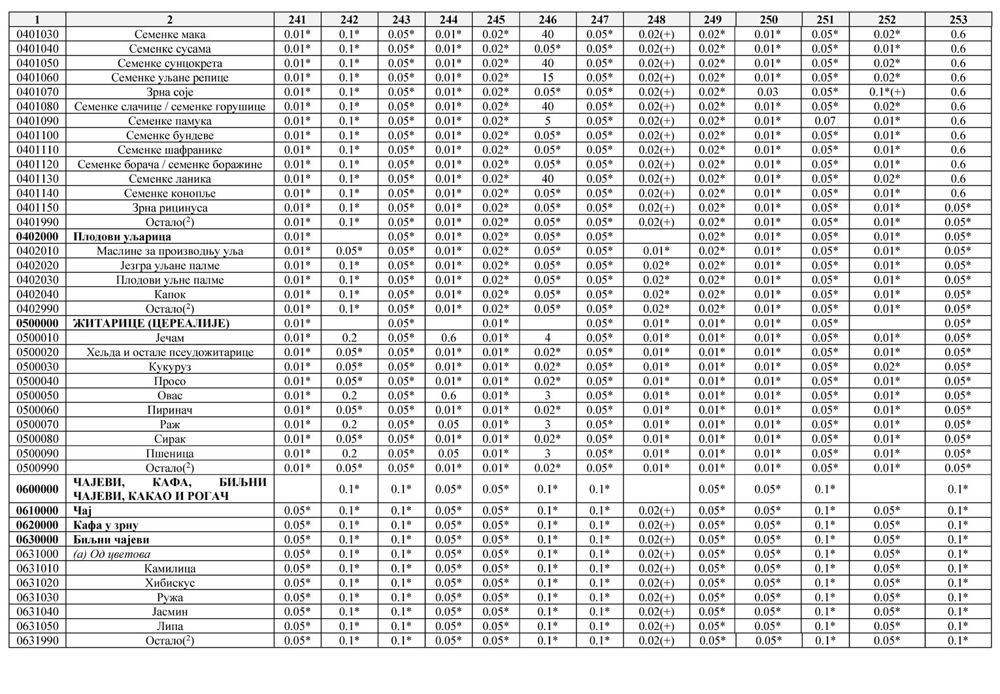 1 2 241 242 243 244 245 246 247 248 249 250 251 252 253
0401030 Семенке мака 0.01* 0.1* 0.05* 0.01* 0.02* 40 0.05* 0.02(+) 0.02* 0.01* 0.05* 0.02* 0.6
0401040 Семенке сусама 0.01* 0.1* 0.05* 0.01* 0.02* 0.05* 0.05* 0.02(+) 0.02* 0.01* 0.05* 0.01* 0.6
0401050 Семенке сунцокрета 0.01* 0.1* 0.05* 0.01* 0.02* 40 0.05* 0.02(+) 0.02* 0.01* 0.05* 0.02* 0.6
0401060 Семенке уљане репице 0.01* 0.1* 0.05* 0.01* 0.02* 15 0.05* 0.02(+) 0.02* 0.01* 0.05* 0.02* 0.6
0401070 Зрна соје 0.01* 0.1* 0.05* 0.01* 0.02* 0.05* 0.05* 0.02(+) 0.02* 0.03 0.05* 0.1*(+) 0.6
0401080 Семенке слачице / семенке горушице 0.01* 0.1* 0.05* 0.01* 0.02* 40 0.05* 0.02(+) 0.02* 0.01* 0.05* 0.02* 0.6
0401090 Семенке памука 0.01* 0.1* 0.05* 0.01* 0.02* 5 0.05* 0.02(+) 0.02* 0.01* 0.07 0.01* 0.6
0401100 Семенке бундеве 0.01* 0.1* 0.05* 0.01* 0.02* 0.05* 0.05* 0.02(+) 0.02* 0.01* 0.05* 0.01* 0.6
0401110 Семенке шафранике 0.01* 0.1* 0.05* 0.01* 0.02* 0.05* 0.05* 0.02(+) 0.02* 0.01* 0.05* 0.01* 0.6
0401120 Семенке борача / семенке боражине 0.01* 0.1* 0.05* 0.01* 0.02* 0.05* 0.05* 0.02(+) 0.02* 0.01* 0.05* 0.01* 0.6
0401130 Семенке ланика 0.01* 0.1* 0.05* 0.01* 0.02* 40 0.05* 0.02(+) 0.02* 0.01* 0.05* 0.02* 0.6
0401140 Семенке конопље 0.01* 0.1* 0.05* 0.01* 0.02* 0.05* 0.05* 0.02(+) 0.02* 0.01* 0.05* 0.01* 0.6
0401150 Зрна рицинуса 0.01* 0.1* 0.05* 0.01* 0.02* 0.05* 0.05* 0.02(+) 0.02* 0.01* 0.05* 0.01* 0.05*
0401990 Остало(2) 0.01* 0.1* 0.05* 0.01* 0.02* 0.05* 0.05* 0.02(+) 0.02* 0.01* 0.05* 0.01* 0.05*
0402000 Плодови уљарица 0.01* 0.05* 0.01* 0.02* 0.05* 0.05* 0.02* 0.01* 0.05* 0.01* 0.05*
0402010 Маслине за производњу уља 0.01* 0.05* 0.05* 0.01* 0.02* 0.05* 0.05* 0.01* 0.02* 0.01* 0.05* 0.01* 0.05*
0402020 Језгра уљане палме 0.01* 0.1* 0.05* 0.01* 0.02* 0.05* 0.05* 0.02* 0.02* 0.01* 0.05* 0.01* 0.05*
0402030 Плодови уљне палме 0.01* 0.1* 0.05* 0.01* 0.02* 0.05* 0.05* 0.02* 0.02* 0.01* 0.05* 0.01* 0.05*
0402040 Капок 0.01* 0.1* 0.05* 0.01* 0.02* 0.05* 0.05* 0.02* 0.02* 0.01* 0.05* 0.01* 0.05*
0402990 Остало(2) 0.01* 0.1* 0.05* 0.01* 0.02* 0.05* 0.05* 0.02* 0.02* 0.01* 0.05* 0.01* 0.05*
0500000 ЖИТАРИЦЕ (ЦЕРЕАЛИЈЕ) 0.01* 0.05* 0.01* 0.05* 0.01* 0.01* 0.01* 0.05* 0.05*
0500010 Јечам 0.01* 0.2 0.05* 0.6 0.01* 4 0.05* 0.01* 0.01* 0.01* 0.05* 0.01* 0.05*
0500020 Хељда и остале псеудожитарице 0.01* 0.05* 0.05* 0.01* 0.01* 0.02* 0.05* 0.01* 0.01* 0.01* 0.05* 0.01* 0.05*
0500030 Кукуруз 0.01* 0.05* 0.05* 0.01* 0.01* 0.02* 0.05* 0.01* 0.01* 0.01* 0.05* 0.02* 0.05*
0500040 Просо 0.01* 0.05* 0.05* 0.01* 0.01* 0.02* 0.05* 0.01* 0.01* 0.01* 0.05* 0.01* 0.05*
0500050 Овас 0.01* 0.2 0.05* 0.6 0.01* 3 0.05* 0.01* 0.01* 0.01* 0.05* 0.01* 0.05*
0500060 Пиринач 0.01* 0.05* 0.05* 0.01* 0.01* 0.02* 0.05* 0.01* 0.01* 0.01* 0.05* 0.01* 0.05*
0500070 Раж 0.01* 0.2 0.05* 0.05 0.01* 3 0.05* 0.01* 0.01* 0.01* 0.05* 0.01* 0.05*
0500080 Сирак 0.01* 0.05* 0.05* 0.01* 0.01* 0.02* 0.05* 0.01* 0.01* 0.01* 0.05* 0.01* 0.05*
0500090 Пшеница 0.01* 0.2 0.05* 0.05 0.01* 3 0.05* 0.01* 0.01* 0.01* 0.05* 0.01* 0.05*
0500990 Остало(2) 0.01* 0.05* 0.05* 0.01* 0.01* 0.02* 0.05* 0.01* 0.01* 0.01* 0.05* 0.01* 0.05*
0600000 ЧАЈЕВИ, КАФА, БИЉНИ
ЧАЈЕВИ, КАКАО И РОГАЧ 0.1* 0.1* 0.05* 0.05* 0.1* 0.1* 0.05* 0.05* 0.1* 0.1*
0610000 Чај 0.05* 0.1* 0.1* 0.05* 0.05* 0.1* 0.1* 0.02(+) 0.05* 0.05* 0.1* 0.05* 0.1*
0620000 Кафа у зрну 0.05* 0.1* 0.1* 0.05* 0.05* 0.1* 0.1* 0.02(+) 0.05* 0.05* 0.1* 0.05* 0.1*
0630000 Биљни чајеви 0.05* 0.1* 0.1* 0.05* 0.05* 0.1* 0.1* 0.02(+) 0.05* 0.05* 0.1* 0.05* 0.1*
0631000 (а) Од цветова 0.05* 0.1* 0.1* 0.05* 0.05* 0.1* 0.1* 0.02(+) 0.05* 0.05* 0.1* 0.05* 0.1*
0631010 Камилица 0.05* 0.1* 0.1* 0.05* 0.05* 0.1* 0.1* 0.02(+) 0.05* 0.05* 0.1* 0.05* 0.1*
0631020 Хибискус 0.05* 0.1* 0.1* 0.05* 0.05* 0.1* 0.1* 0.02(+) 0.05* 0.05* 0.1* 0.05* 0.1*
0631030 Ружа 0.05* 0.1* 0.1* 0.05* 0.05* 0.1* 0.1* 0.02(+) 0.05* 0.05* 0.1* 0.05* 0.1*
0631040 Јасмин 0.05* 0.1* 0.1* 0.05* 0.05* 0.1* 0.1* 0.02(+) 0.05* 0.05* 0.1* 0.05* 0.1*
0631050 Липа 0.05* 0.1* 0.1* 0.05* 0.05* 0.1* 0.1* 0.02(+) 0.05* 0.05* 0.1* 0.05* 0.1*
0631990 Остало(2) 0.05* 0.1* 0.1* 0.05* 0.05* 0.1* 0.1* 0.02(+) 0.05* 0.05* 0.1* 0.05* 0.1*